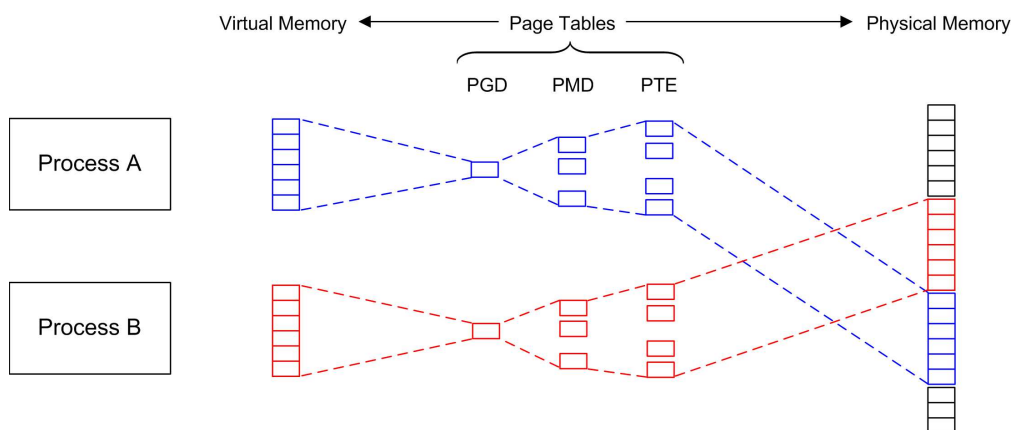 Virtual Memory Page Tables Physical Memory
PGD PMD PTE
Process A
Process B